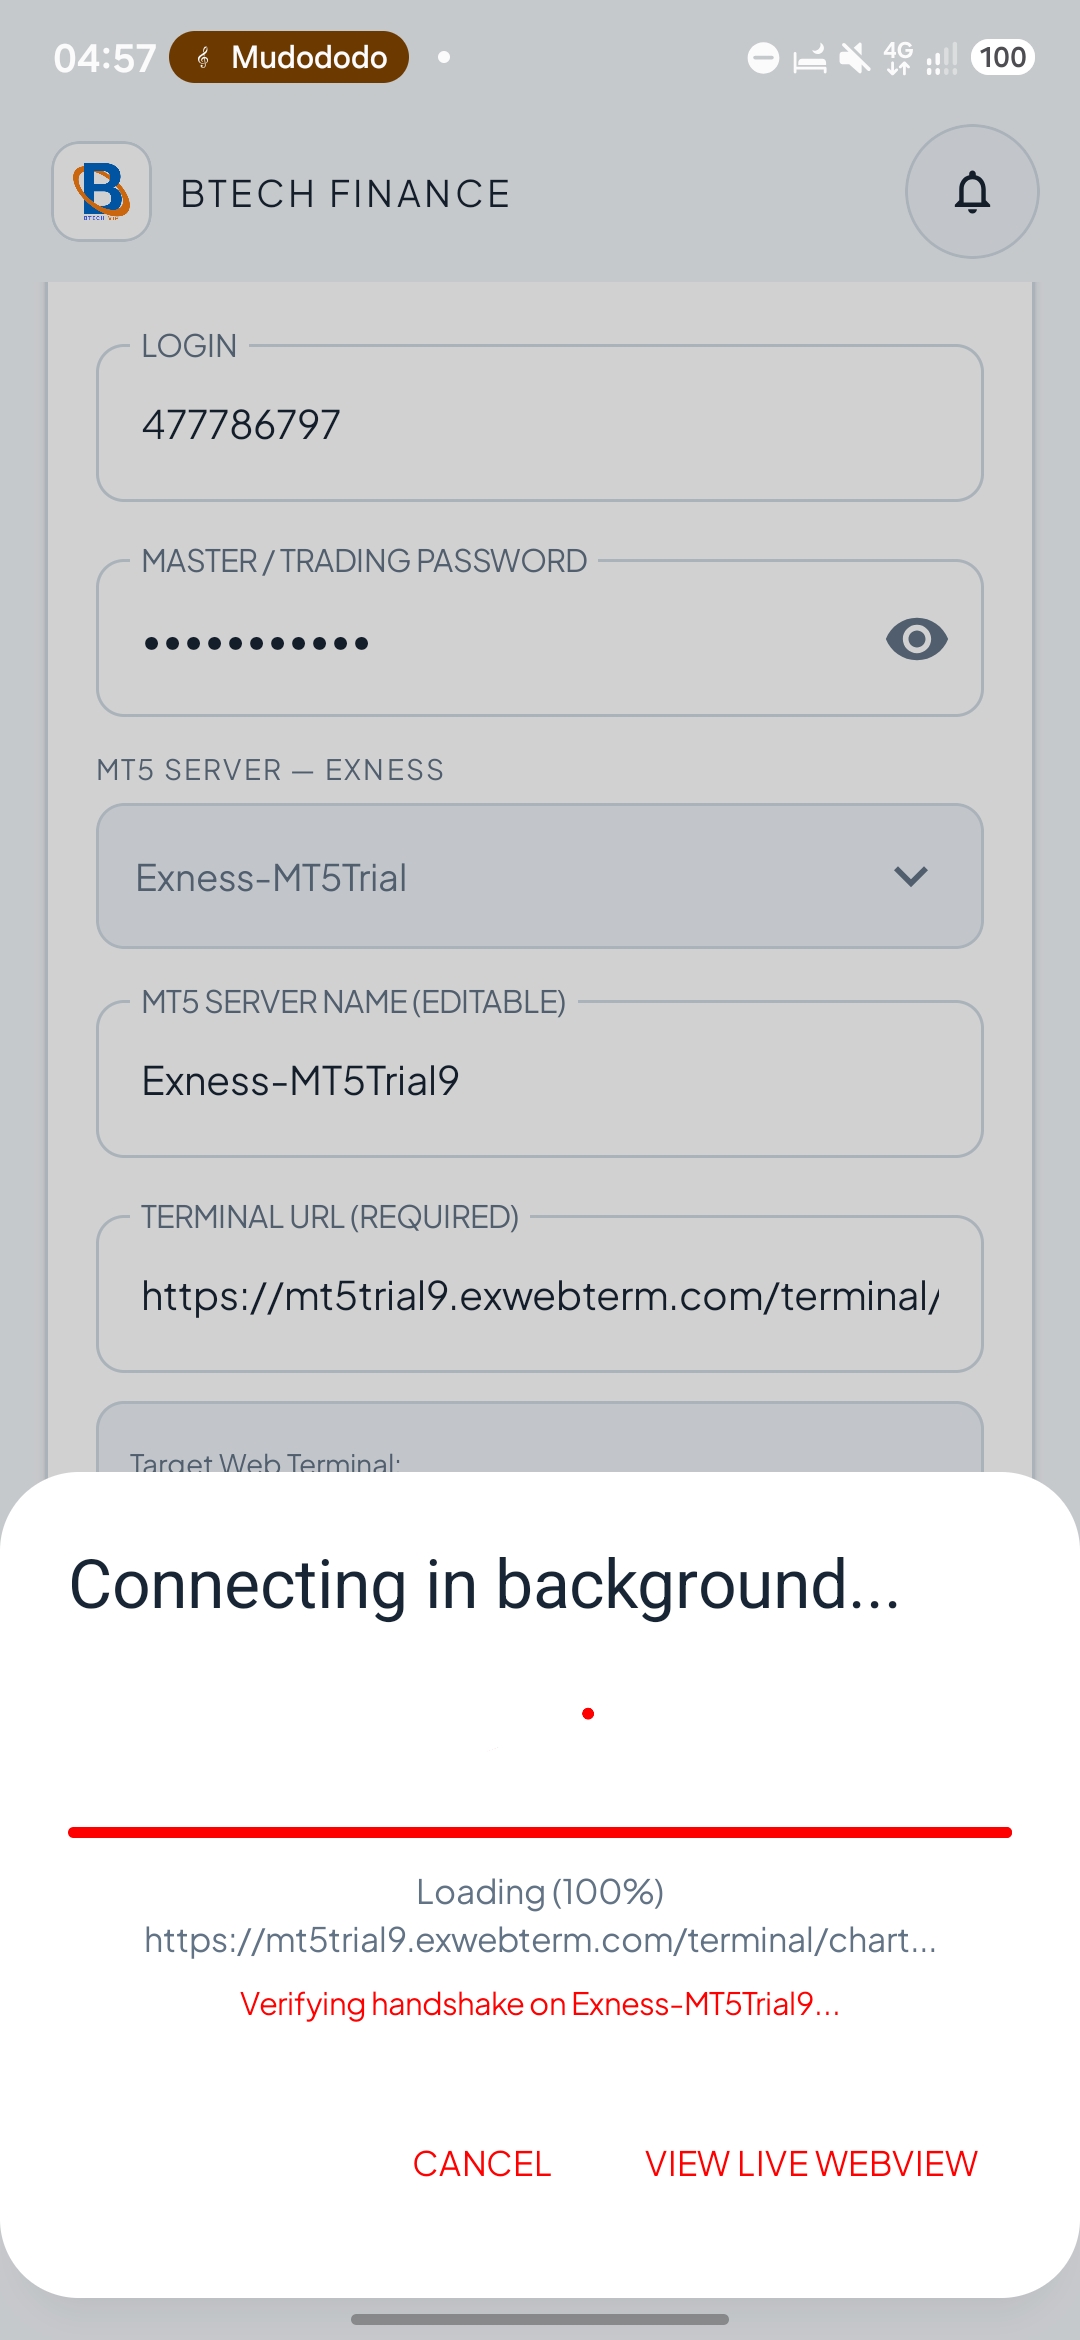 04:57
Mudododo
4G
100
BTECH FINANCE
LOGIN
477786797
MASTER / TRADING PASSWORD
MT5 SERVER — EXNESS
Exness-MT5Trial
MT5 SERVER NAME (EDITABLE)
Exness-MT5Trial9
TERMINAL URL (REQUIRED)
https://mt5trial9.exwebterm.com/terminal/
Target Web Terminal:
Connecting in background...
Loading (100%)
https://mt5trial9.exwebterm.com/terminal/chart...
Verifying handshake on Exness-MT5Trial9...
CANCEL
VIEW LIVE WEBVIEW